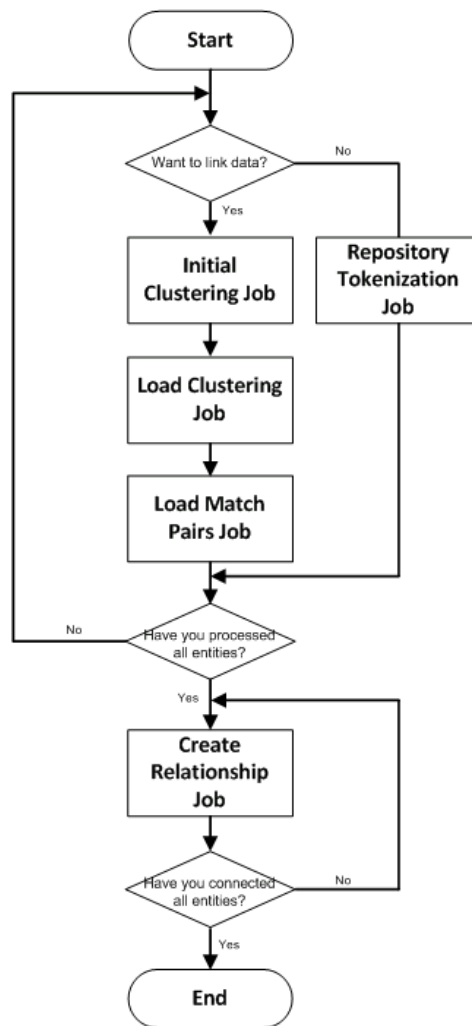 Start
Want to link data?
No
Yes
Initial
Clustering Job
Repository
Tokenization
Job
Load Clustering
Job
Load Match
Pairs Job
No
Have you processed
all entities?
Yes
Create
Relationship
Job
Have you connected
all entities?
No
Yes
End